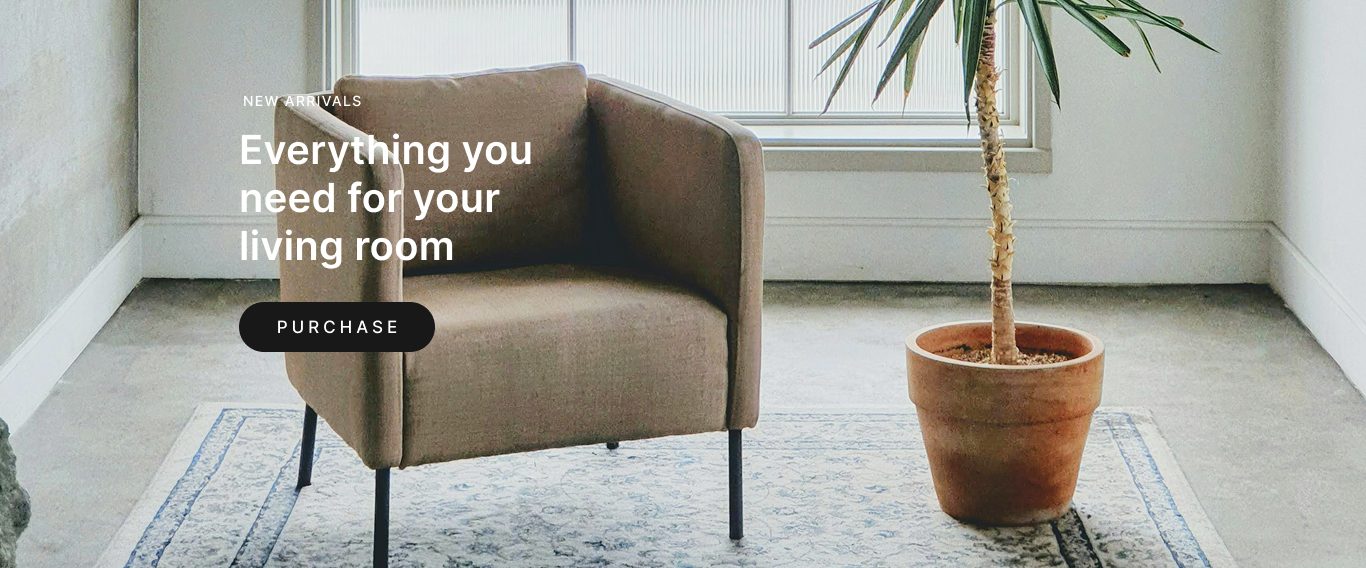 NEW ARRIVALS
Everything you
need for your
living room
PURCHASE